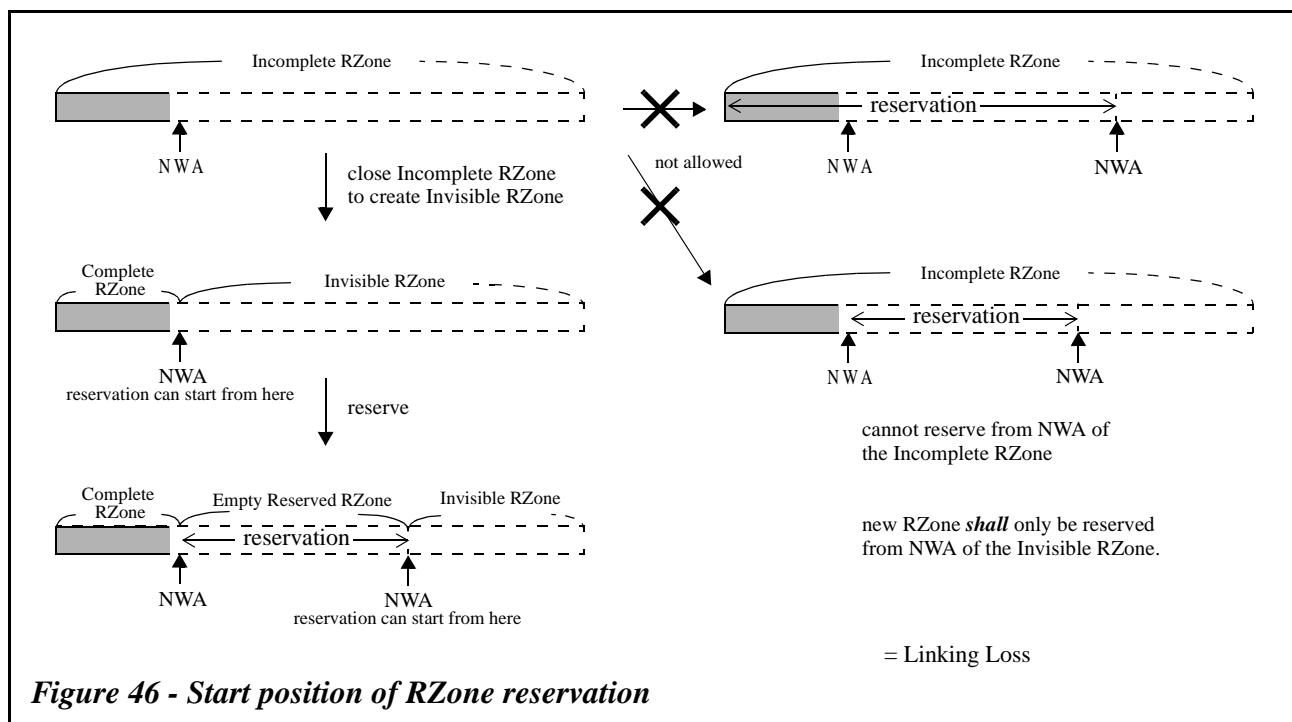 Incomplete RZone
NWA
close Incomplete RZone
to create Invisible RZone
not allowed
Incomplete RZone
reservation
NWA
NWA
Complete
RZone
Invisible RZone
NWA
reservation can start from here
reserve
Incomplete RZone
reservation
NWA
NWA
cannot reserve from NWA of
the Incomplete RZone
new RZone shall only be reserved
from NWA of the Invisible RZone.
Complete
RZone
Empty Reserved RZone
Invisible RZone
reservation
NWA
NWA
reservation can start from here
= Linking Loss
Figure 46 - Start position of RZone reservation